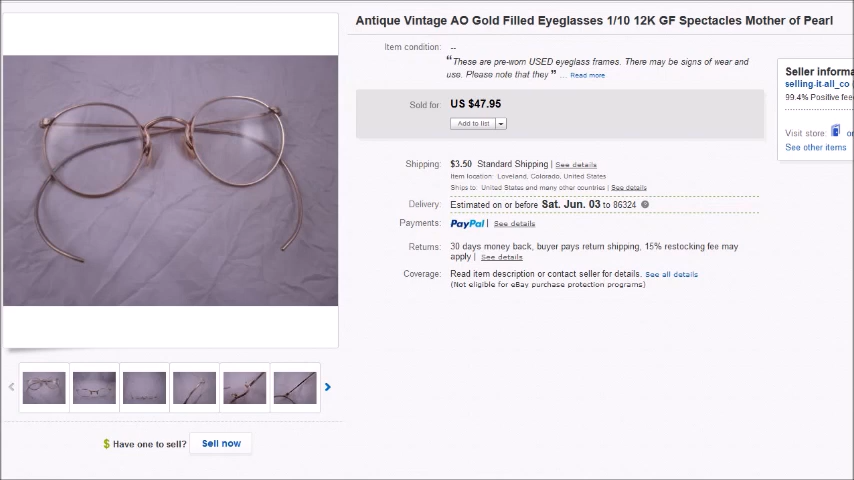 Antique Vintage AO Gold Filled Eyeglasses 1/10 12K GF Spectacles Mother of Pearl
Item condition: --
“These are pre-worn USED eyeglass frames. There may be signs of wear and
use. Please note that they ” ... Read more
Sold for: US $47.95
Add to list
Shipping: $3.50 Standard Shipping | See details
Item location: Loveland, Colorado, United States
Ships to: United States and many other countries | See details
Delivery: Estimated on or before Sat. Jun. 03 to 86324
Payments: PayPal | See details
Returns: 30 days money back, buyer pays return shipping, 15% restocking fee may
apply | See details
Coverage: Read item description or contact seller for details. See all details
(Not eligible for eBay purchase protection programs)
Seller informa
selling-it-all_co
99.4% Positive fee
Visit store:
See other items
$ Have one to sell? Sell now